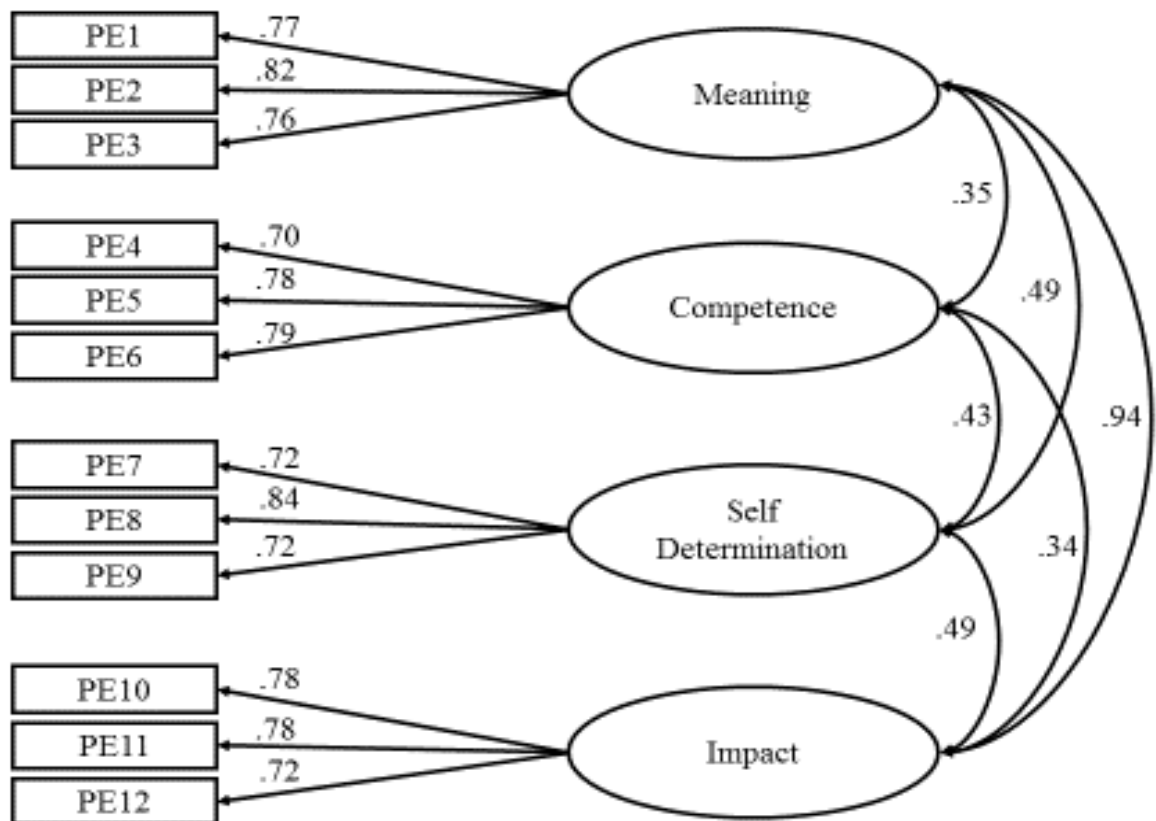 PE1
.77
PE2
.82
PE3
.76
Meaning
PE4
.70
PE5
.78
PE6
.79
Competence
PE7
.72
PE8
.84
PE9
.72
Self
Determination
PE10
.78
PE11
.78
PE12
.72
Impact
.35
.49
.43
.94
.34
.49